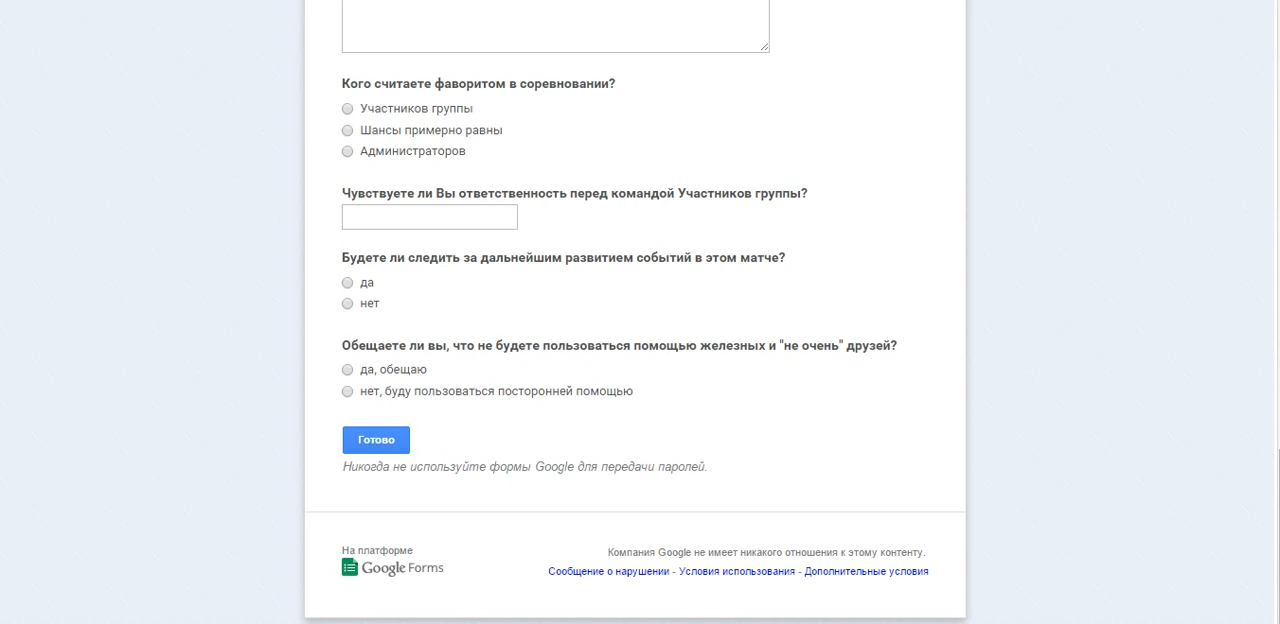 Кого считаете фаворитом в соревновании?
Участников группы
Шансы примерно равны
Администраторов
Чувствуете ли Вы ответственность перед командой Участников группы?
Будете ли следить за дальнейшим развитием событий в этом матче?
да
нет
Обещаете ли вы, что не будете пользоваться помощью железных и "не очень" друзей?
да, обещаю
нет, буду пользоваться посторонней помощью
Готово
Никогда не используйте формы Google для передачи паролей.
На платформе
Google Forms
Компания Google не имеет никакого отношения к этому контенту.
Сообщение о нарушении - Условия использования - Дополнительные условия